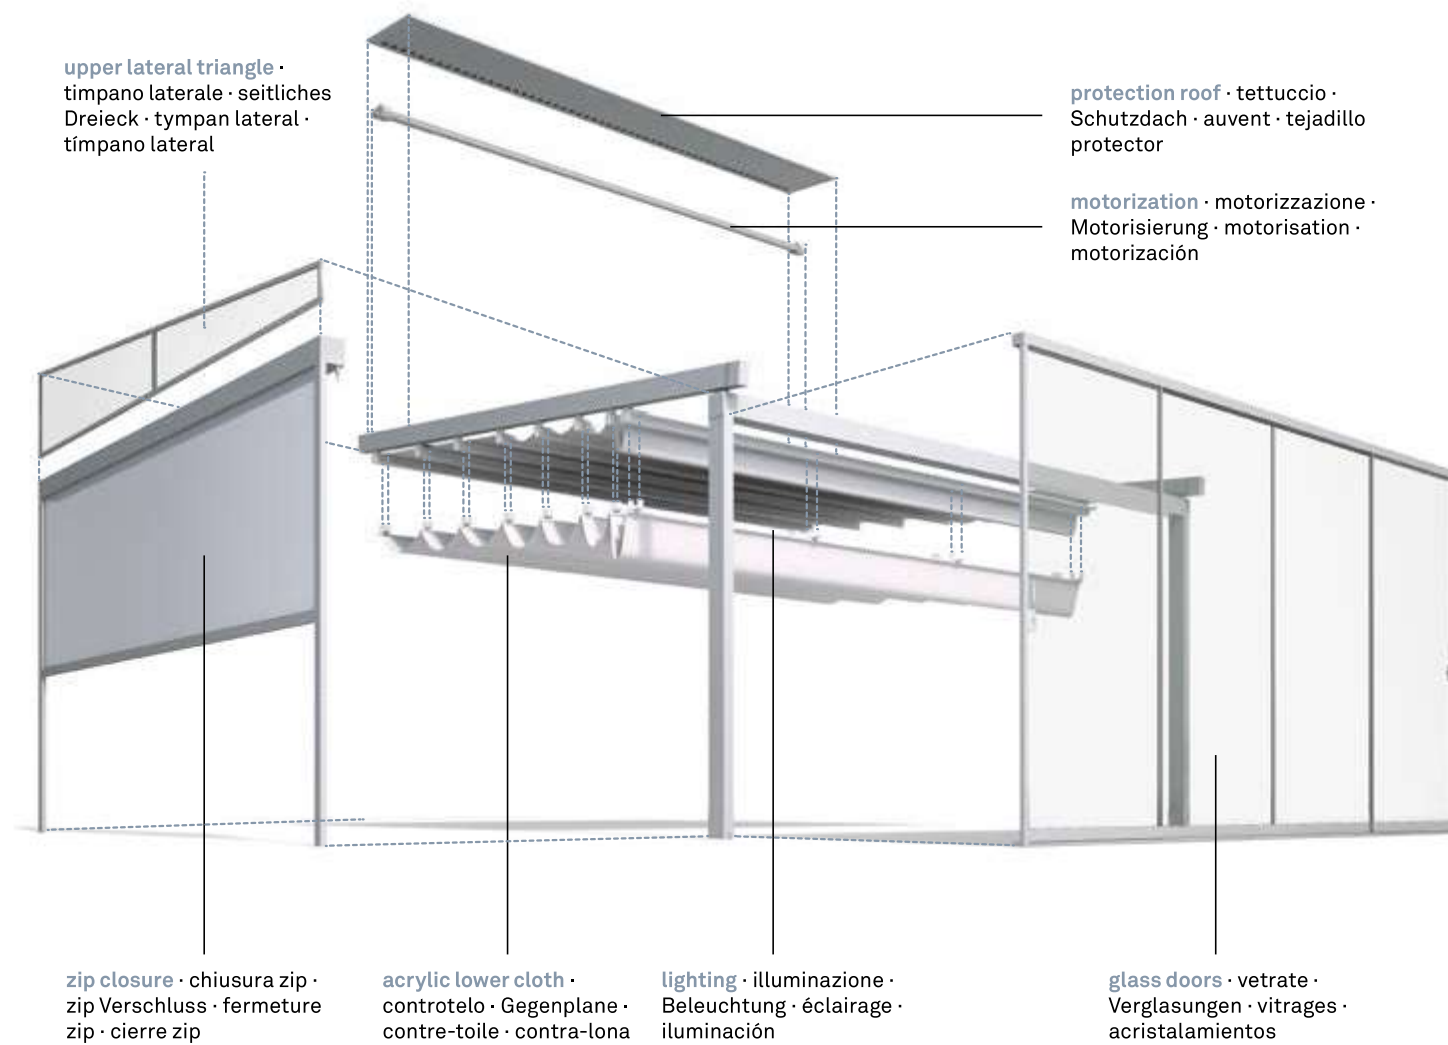 upper lateral triangle ·
timpano laterale · seitliches
Dreieck · tympan lateral ·
tímpano lateral
protection roof · tettuccio ·
Schutzdach · auvent · tejadillo
protector
motorization · motorizzazione ·
Motorisierung · motorisation ·
motorización
zip closure · chiusura zip ·
zip Verschluss · fermeture
zip · cierre zip
acrylic lower cloth ·
controtelo · Gegenplane ·
contre-toile · contra-lona
lighting · illuminazione ·
Beleuchtung · éclairage ·
iluminación
glass doors · vetrate ·
Verglasungen · vitrages ·
acristalamientos